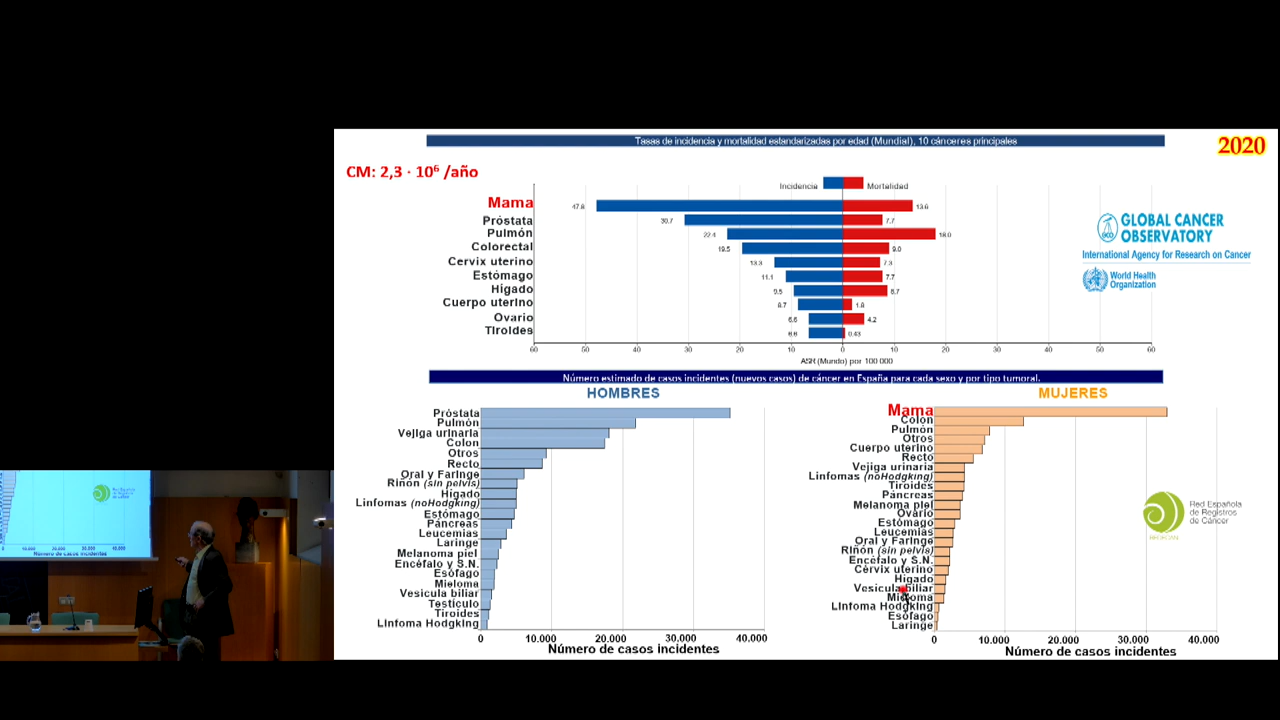 Tasas de incidencia y mortalidad estandarizadas por edad (Mundial), 10 cánceres principales
2020
CM: 2,3 · 10⁶ /año
Incidencia Mortalidad
Mama 47.8 13.6
Próstata 30.7 7.7
Pulmón 22.4 18.0
Colorectal 19.5 9.0
Cervix uterino 13.3 7.3
Estómago 11.1 7.7
Hígado 9.5 8.7
Cuerpo uterino 8.7 1.8
Ovario 6.6 4.2
Tiroides 6.6 0.43
60 50 40 30 20 10 0 10 20 30 40 50 60
ASR (Mundo) por 100 000
GLOBAL CANCER
OBSERVATORY
International Agency for Research on Cancer
World Health
Organization
Número estimado de casos incidentes (nuevos casos) de cáncer en España para cada sexo y por tipo tumoral.
HOMBRES
Próstata
Pulmón
Vejiga urinaria
Colon
Otros
Recto
Oral y Faringe
Riñón (sin pelvis)
Hígado
Linfomas (noHodgking)
Estómago
Páncreas
Leucemias
Laringe
Melanoma piel
Encéfalo y S.N.
Esófago
Mieloma
Vesícula biliar
Testículo
Tiroides
Linfoma Hodgking
0 10.000 20.000 30.000 40.000
Número de casos incidentes
MUJERES
Mama
Colon
Pulmón
Otros
Cuerpo uterino
Recto
Vejiga urinaria
Linfomas (noHodgking)
Tiroides
Páncreas
Melanoma piel
Ovario
Estómago
Leucemias
Oral y Faringe
Riñón (sin pelvis)
Encéfalo y S.N.
Cérvix uterino
Hígado
Vesícula biliar
Mieloma
Linfoma Hodgking
Esófago
Laringe
0 10.000 20.000 30.000 40.000
Número de casos incidentes
Red Española
de Registros
de Cáncer
REDECAN